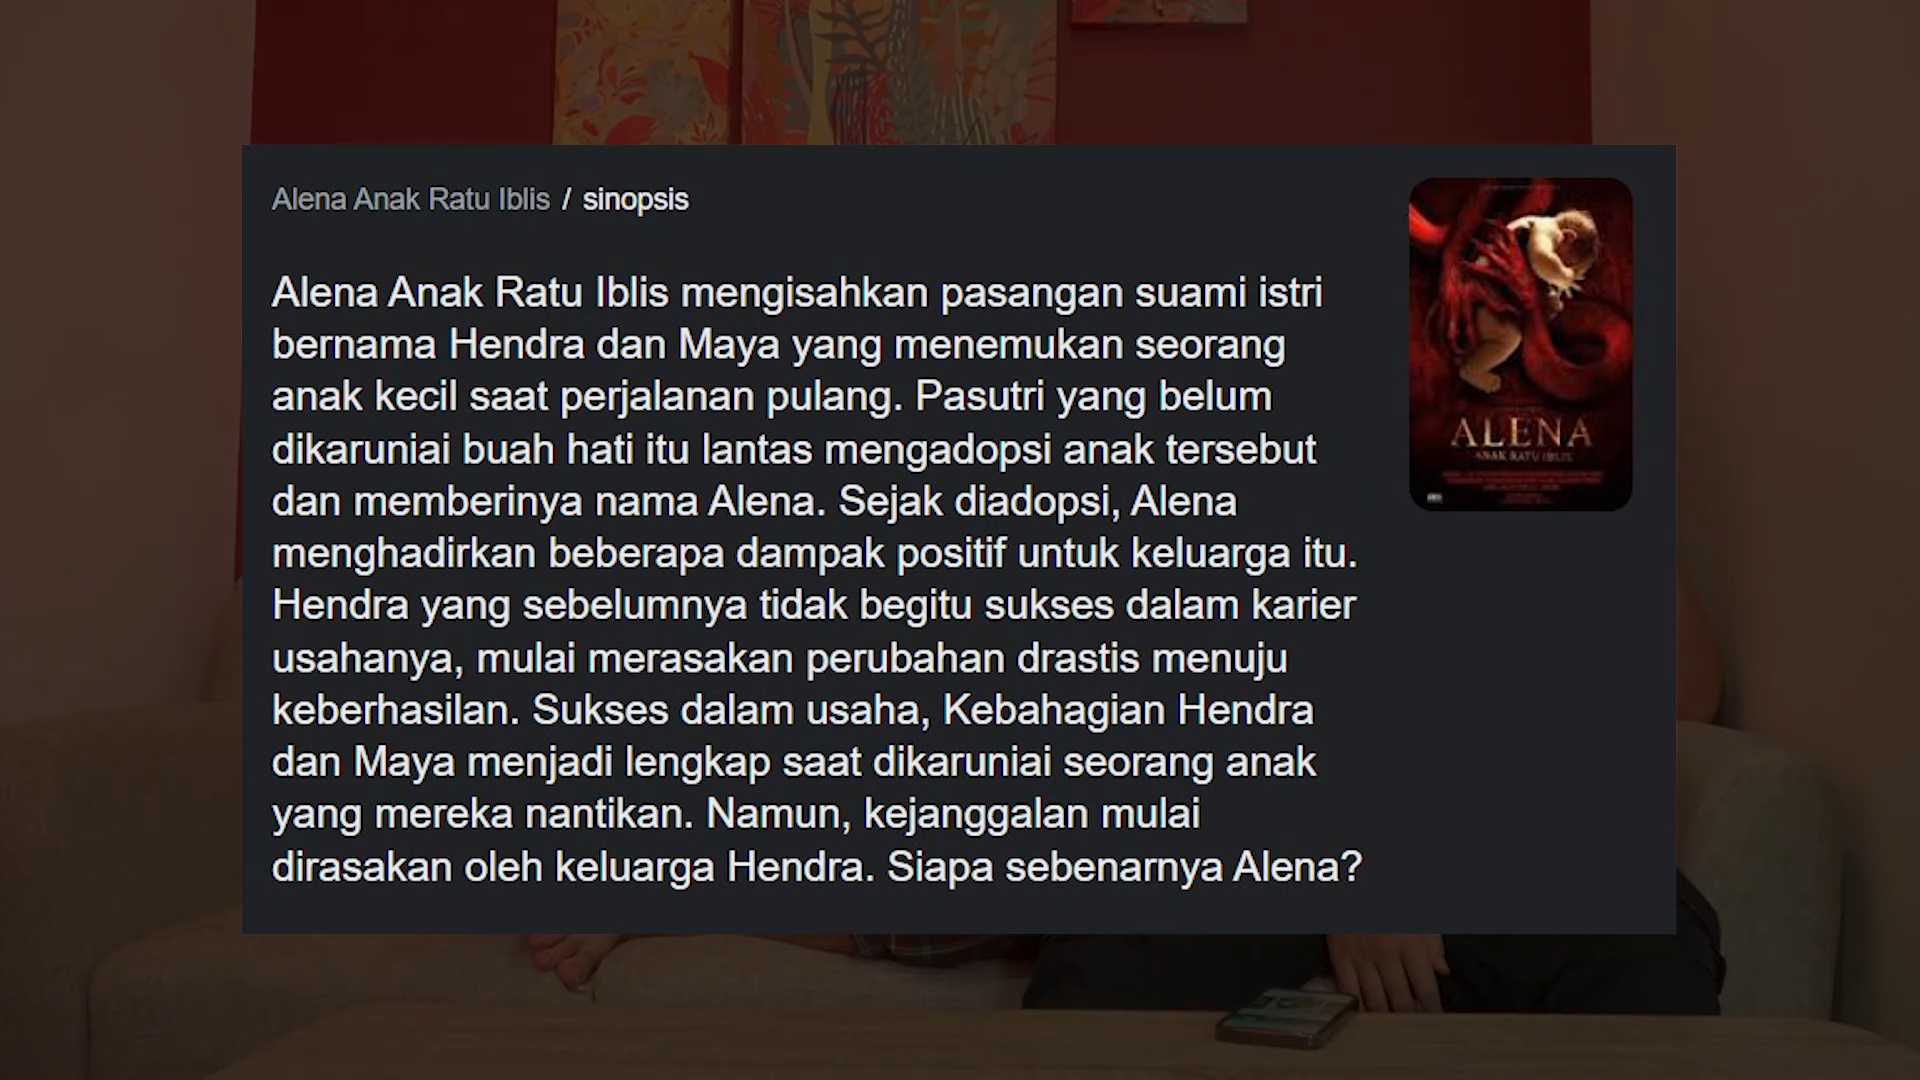 Alena Anak Ratu Iblis / sinopsis
Alena Anak Ratu Iblis mengisahkan pasangan suami istri
bernama Hendra dan Maya yang menemukan seorang
anak kecil saat perjalanan pulang. Pasutri yang belum
dikaruniai buah hati itu lantas mengadopsi anak tersebut
dan memberinya nama Alena. Sejak diadopsi, Alena
menghadirkan beberapa dampak positif untuk keluarga itu.
Hendra yang sebelumnya tidak begitu sukses dalam karier
usahanya, mulai merasakan perubahan drastis menuju
keberhasilan. Sukses dalam usaha, Kebahagian Hendra
dan Maya menjadi lengkap saat dikaruniai seorang anak
yang mereka nantikan. Namun, kejanggalan mulai
dirasakan oleh keluarga Hendra. Siapa sebenarnya Alena?
ALENA
ANAK RATU IBLIS